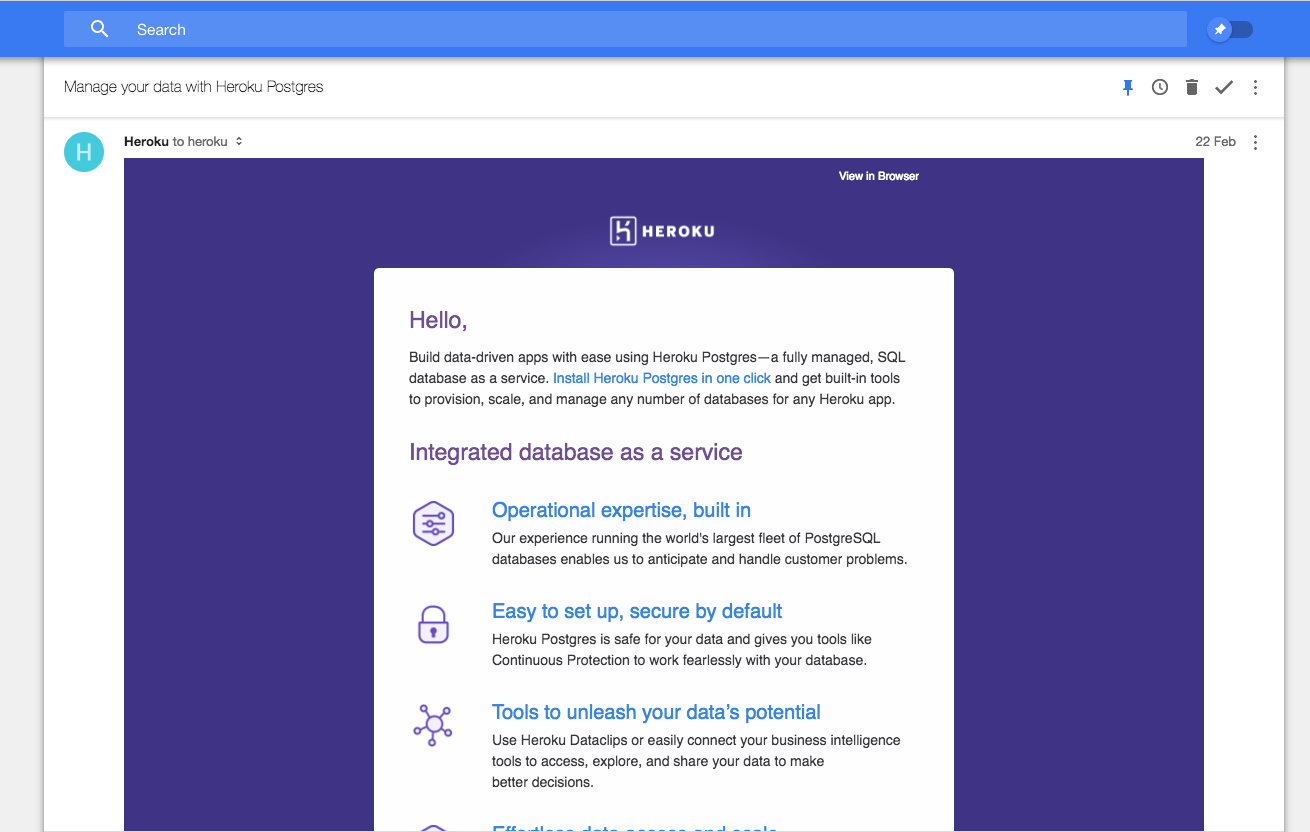 Search
Manage your data with Heroku Postgres
H
Heroku to heroku
22 Feb
View in Browser
HEROKU
Hello,
Build data-driven apps with ease using Heroku Postgres—a fully managed, SQL
database as a service. Install Heroku Postgres in one click and get built-in tools
to provision, scale, and manage any number of databases for any Heroku app.
Integrated database as a service
Operational expertise, built in
Our experience running the world's largest fleet of PostgreSQL
databases enables us to anticipate and handle customer problems.
Easy to set up, secure by default
Heroku Postgres is safe for your data and gives you tools like
Continuous Protection to work fearlessly with your database.
Tools to unleash your data’s potential
Use Heroku Dataclips or easily connect your business intelligence
tools to access, explore, and share your data to make
better decisions.
Effortless data access and scale